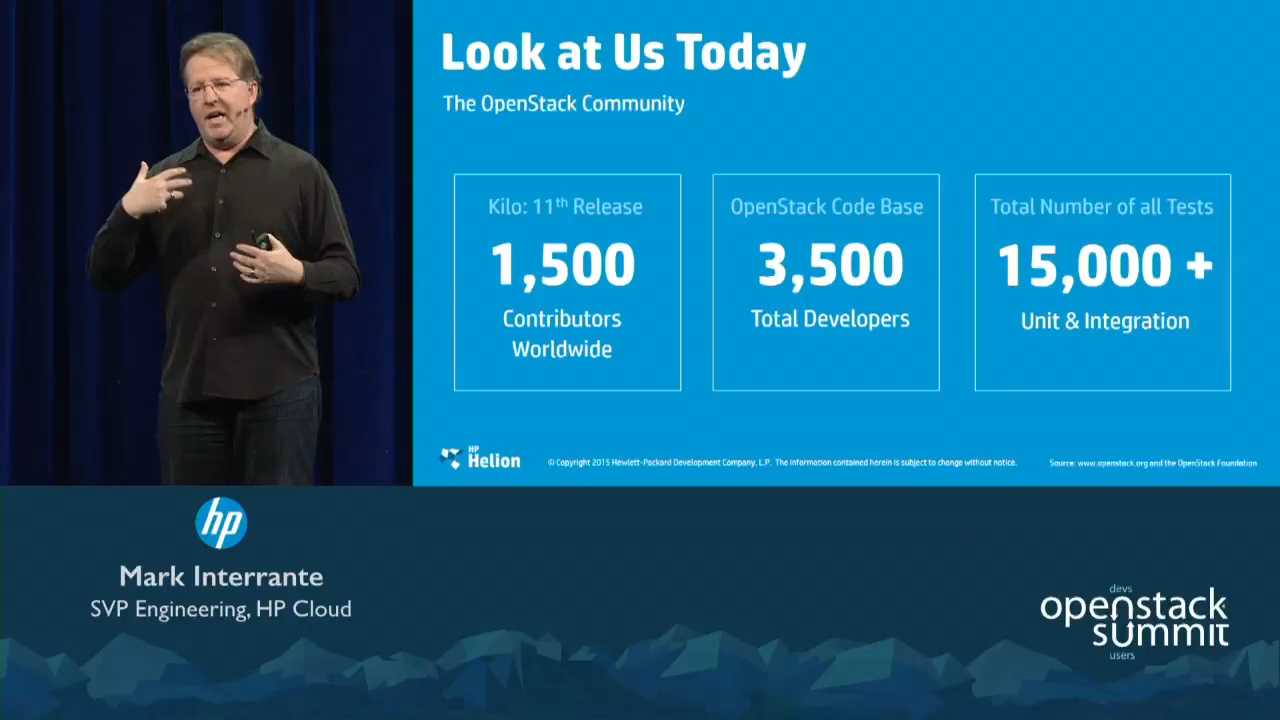 Look at Us Today
The OpenStack Community
Kilo: 11th Release
1,500
Contributors
Worldwide
OpenStack Code Base
3,500
Total Developers
Total Number of all Tests
15,000 +
Unit & Integration
HP
Helion
© Copyright 2015 Hewlett-Packard Development Company, L.P. The information contained herein is subject to change without notice.
Source: www.openstack.org and the OpenStack Foundation
hp
Mark Interrante
SVP Engineering, HP Cloud
devs
openstack
summit
users